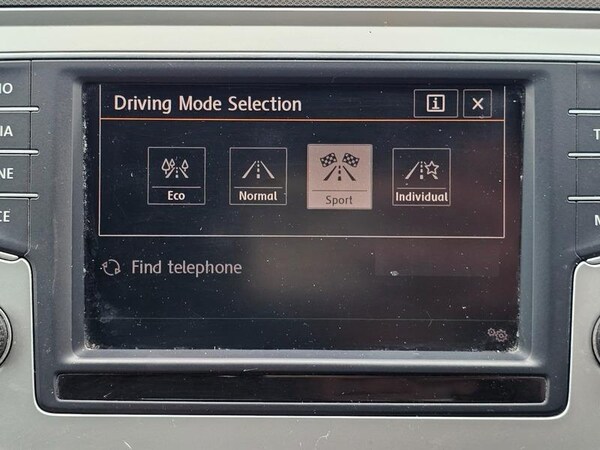 Driving Mode Selection
i
X
Eco
Normal
Sport
Individual
Find telephone